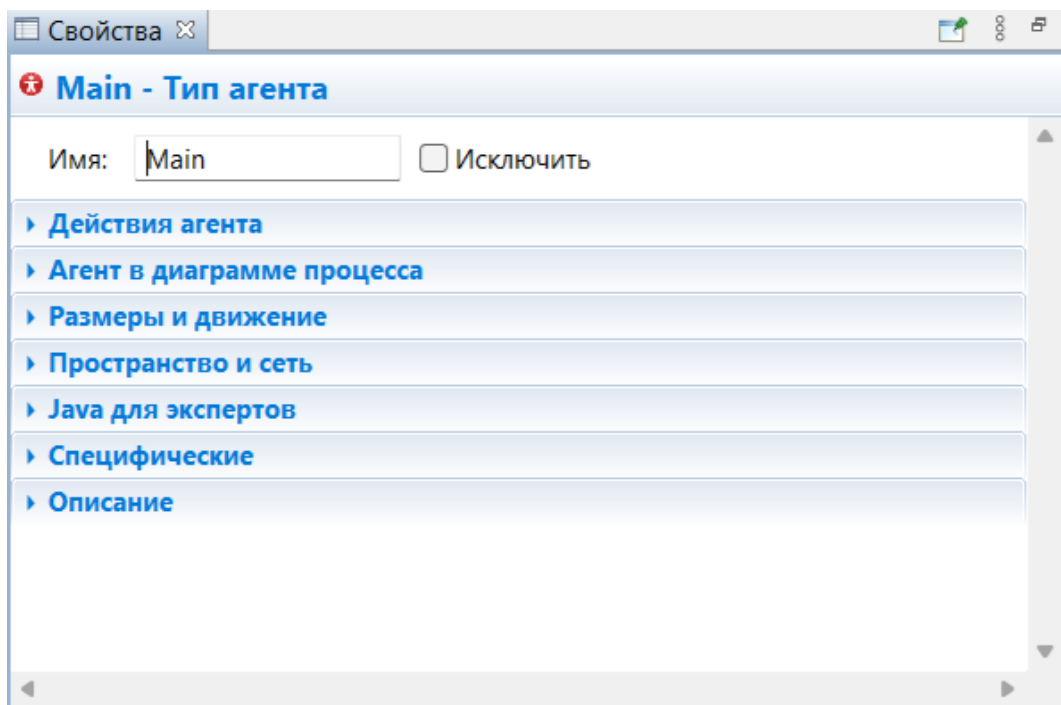 Свойства
Main - Тип агента
Имя: Main Исключить
Действия агента
Агент в диаграмме процесса
Размеры и движение
Пространство и сеть
Java для экспертов
Специфические
Описание